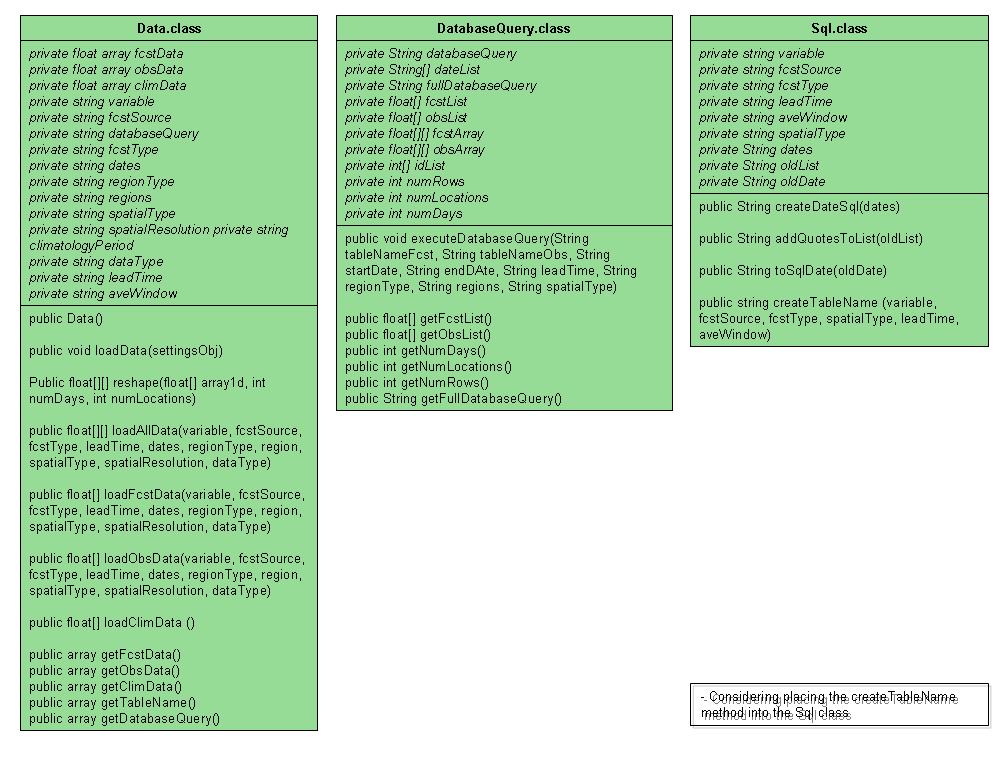 Data.class
private float array fcstData
private float array obsData
private float array climData
private string variable
private string fcstSource
private string databaseQuery
private string fcstType
private string dates
private string regionType
private string regions
private string spatialType
private string spatialResolution private string
climatologyPeriod
private string dataType
private string leadTime
private string aveWindow
public Data()
public void loadData(settingsObj)
Public float[][] reshape(float[] array1d, int
numDays, int numLocations)
public float[][] loadAllData(variable, fcstSource,
fcstType, leadTime, dates, regionType, region,
spatialType, spatialResolution, dataType)
public float[] loadFcstData(variable, fcstSource,
fcstType, leadTime, dates, regionType, region,
spatialType, spatialResolution, dataType)
public float[] loadObsData(variable, fcstSource,
fcstType, leadTime, dates, regionType, region,
spatialType, spatialResolution, dataType)
public float[] loadClimData ()
public array getFcstData()
public array getObsData()
public array getClimData()
public array getTableName()
public array getDatabaseQuery()
DatabaseQuery.class
private String databaseQuery
private String[] dateList
private String fullDatabaseQuery
private float[] fcstList
private float[] obsList
private float[][] fcstArray
private float[][] obsArray
private int[] idList
private int numRows
private int numLocations
private int numDays
public void executeDatabaseQuery(String
tableNameFcst, String tableNameObs, String
startDate, String endDAte, String leadTime, String
regionType, String regions, String spatialType)
public float[] getFcstList()
public float[] getObsList()
public int getNumDays()
public int getNumLocations()
public int getNumRows()
public String getFullDatabaseQuery()
Sql.class
private string variable
private string fcstSource
private string fcstType
private string leadTime
private string aveWindow
private string spatialType
private String dates
private String oldList
private String oldDate
public String createDateSql(dates)
public String addQuotesToList(oldList)
public String toSqlDate(oldDate)
public string createTableName (variable,
fcstSource, fcstType, spatialType, leadTime,
aveWindow)
- Considering placing the createTableName
method into the Sql class